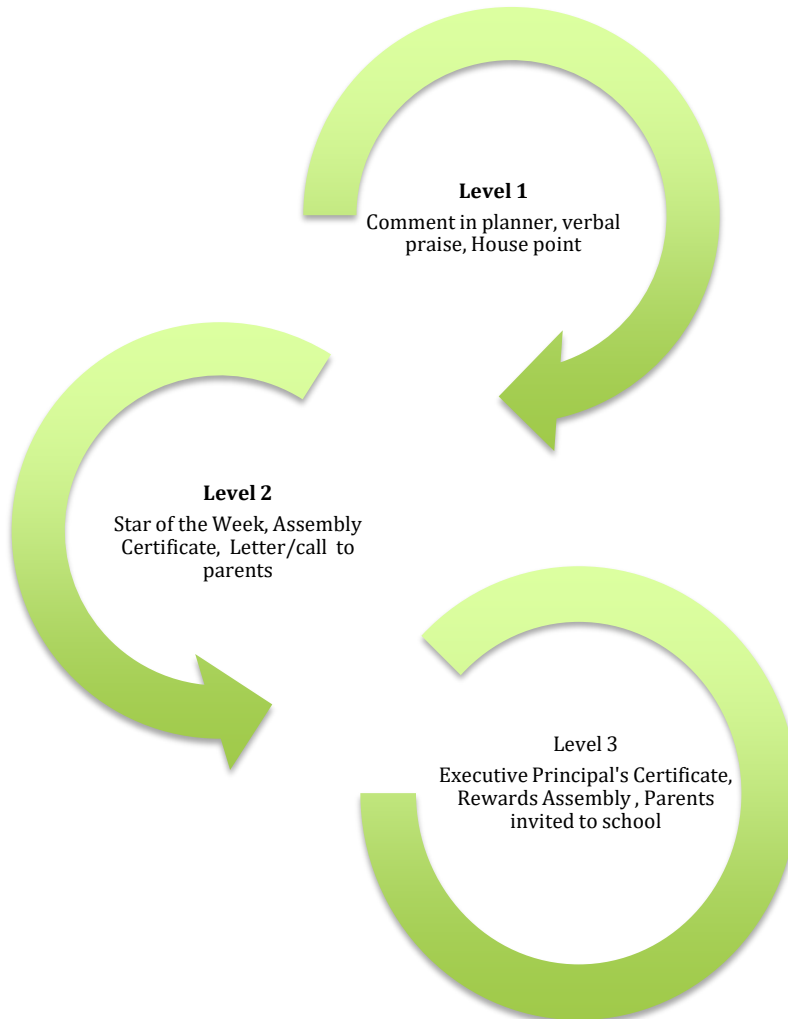 Level 1
Comment in planner, verbal
praise, House point
Level 2
Star of the Week, Assembly
Certificate,  Letter/call  to
parents
Level 3
Executive Principal's Certificate,
Rewards Assembly , Parents
invited to school